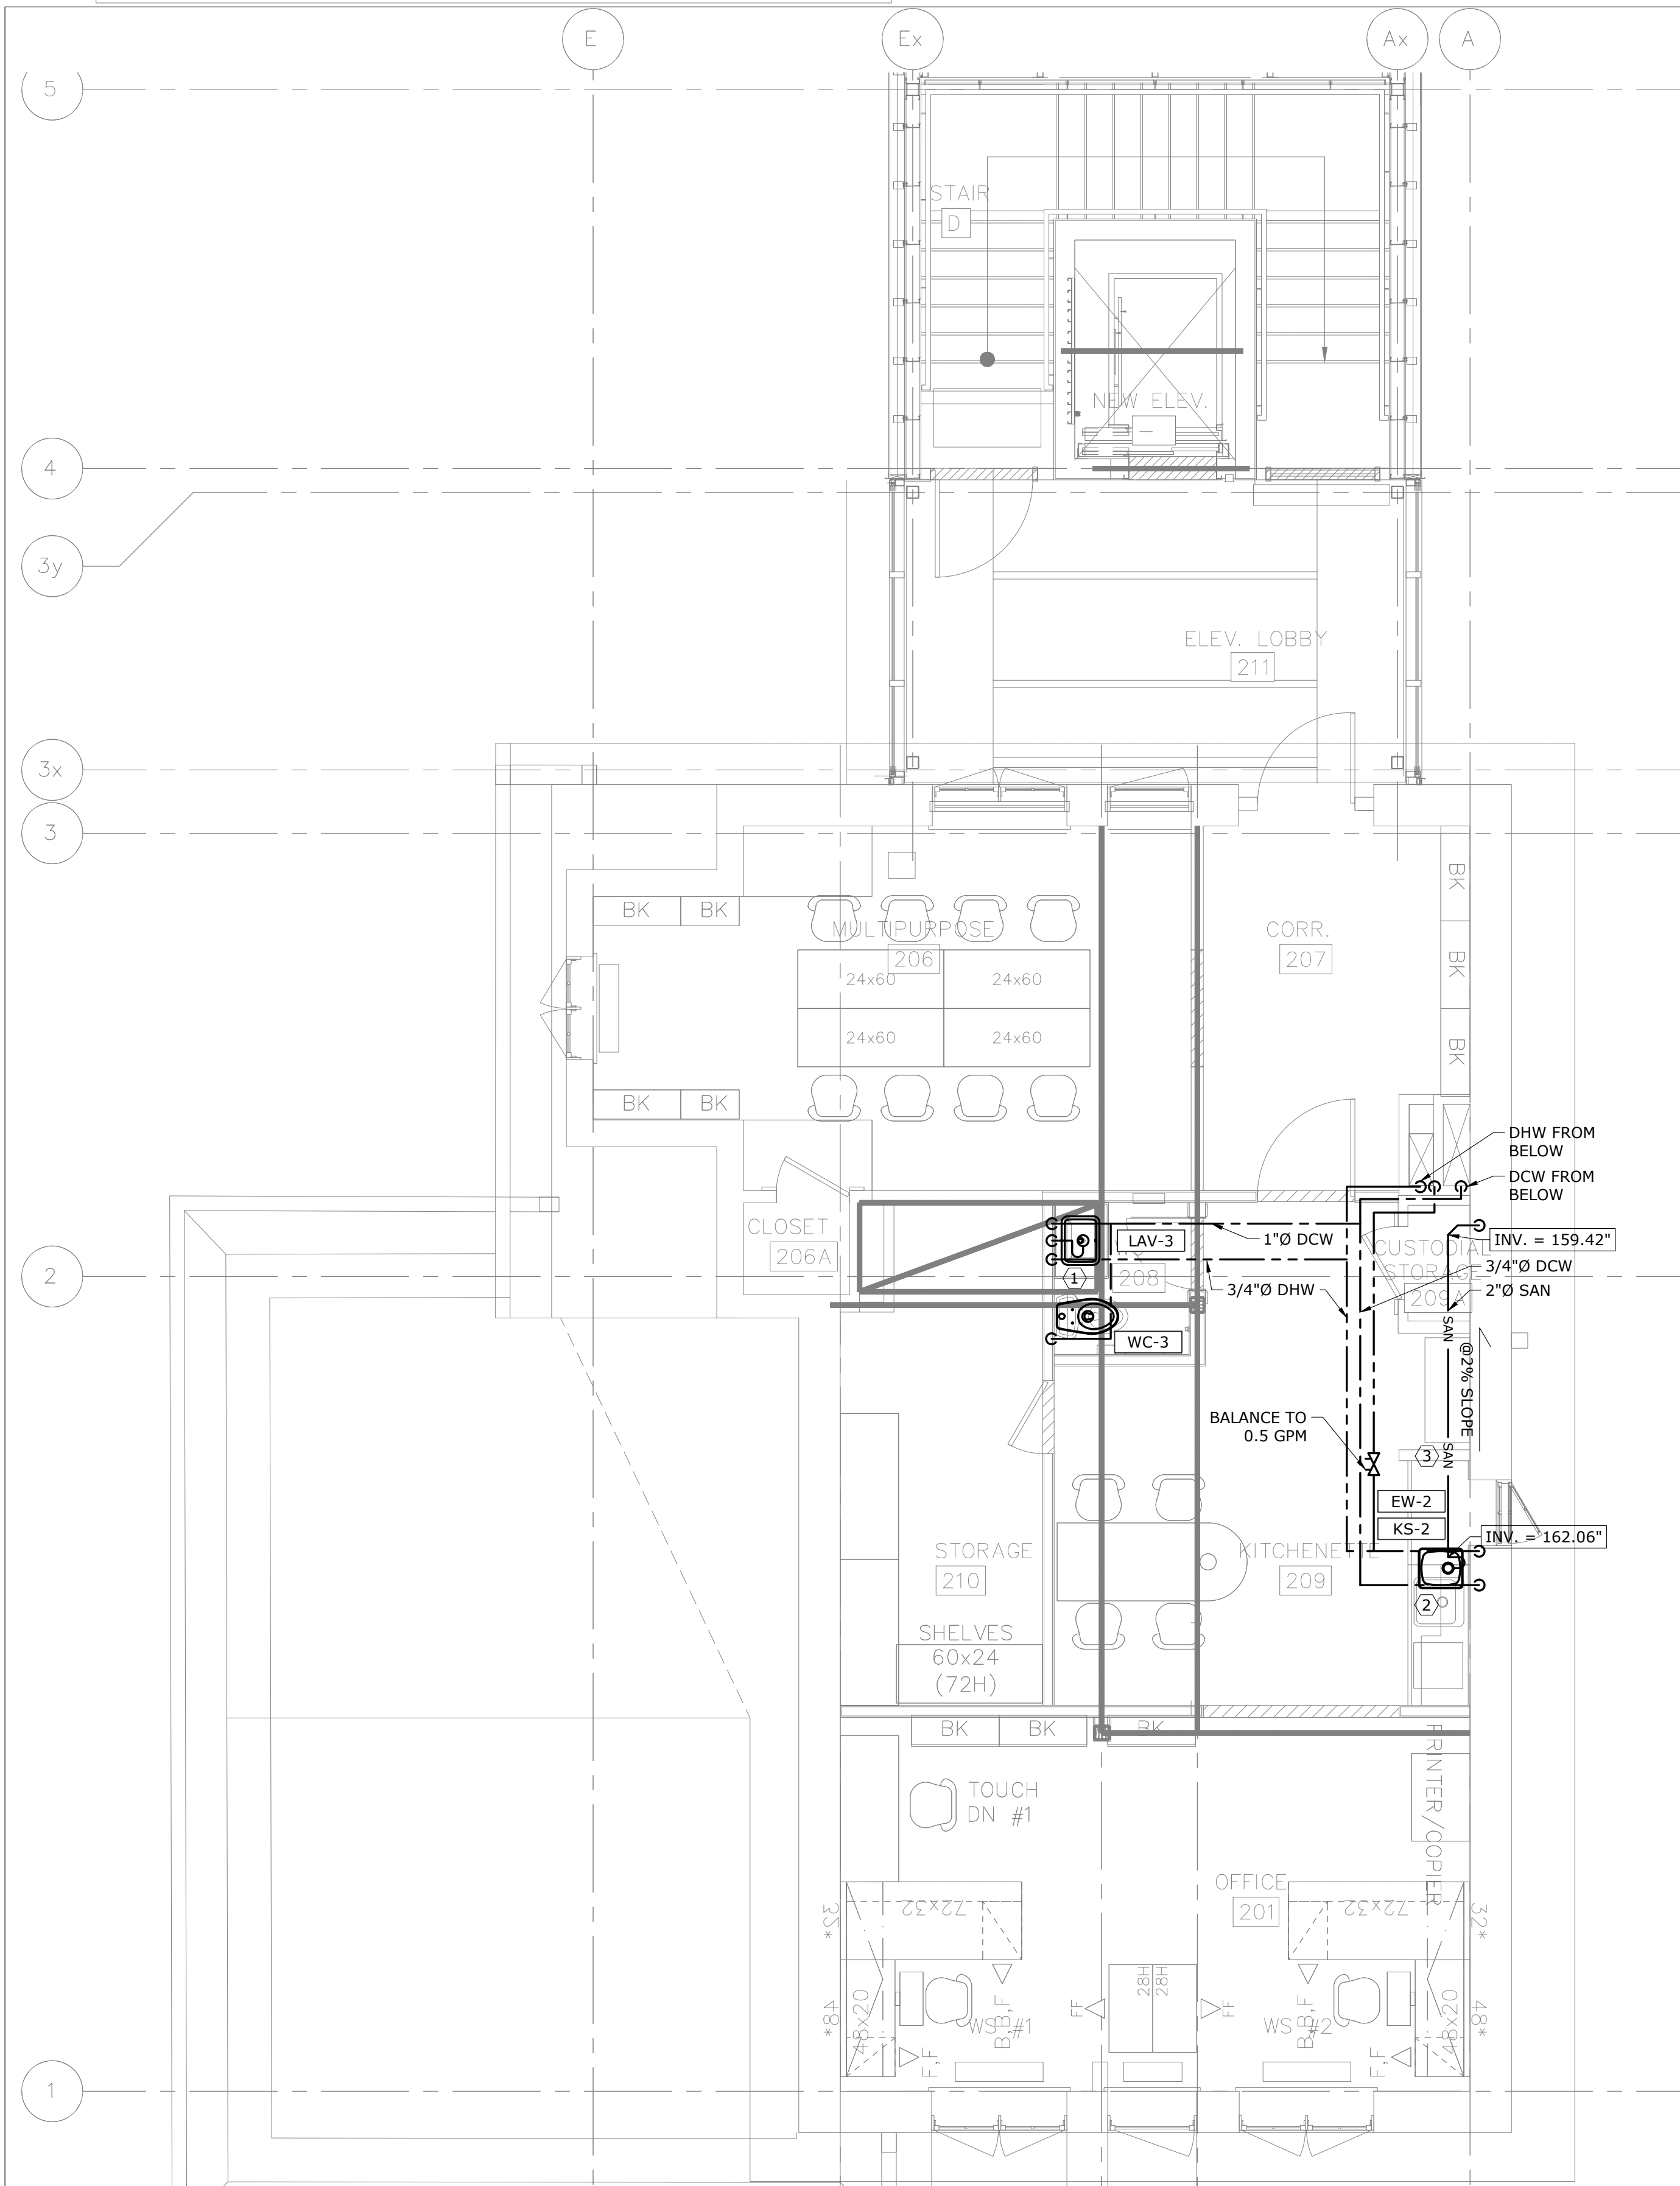 E
Ex
Ax
A
5
STAIR
D
NEW ELEV.
4
3y
ELEV. LOBBY
211
3x
3
BK
BK
BK
BK
BK
MULTIPURPOSE
206
CORR.
207
24x60
24x60
24x60
24x60
BK
BK
BK
DHW FROM
BELOW
DCW FROM
BELOW
CLOSET
206A
LAV-3
1"Ø DCW
CUSTODIAL
STORAGE
209A
INV. = 159.42"
3/4"Ø DCW
2"Ø SAN
2
1
208
3/4"Ø DHW
WC-3
SAN
@2% SLOPE
SAN
BALANCE TO
0.5 GPM
3
EW-2
KS-2
INV. = 162.06"
STORAGE
210
KITCHENETTE
209
2
SHELVES
60x24
(72H)
BK
BK
BK
PRINTER/COPIER
TOUCH
DN #1
OFFICE
201
72x32
72x32
32*
48*
48x20
WS #1
B,B,F
F,F
FF
28H
28H
FF
WS #2
B,B,F
F,F
48x20
48*
1